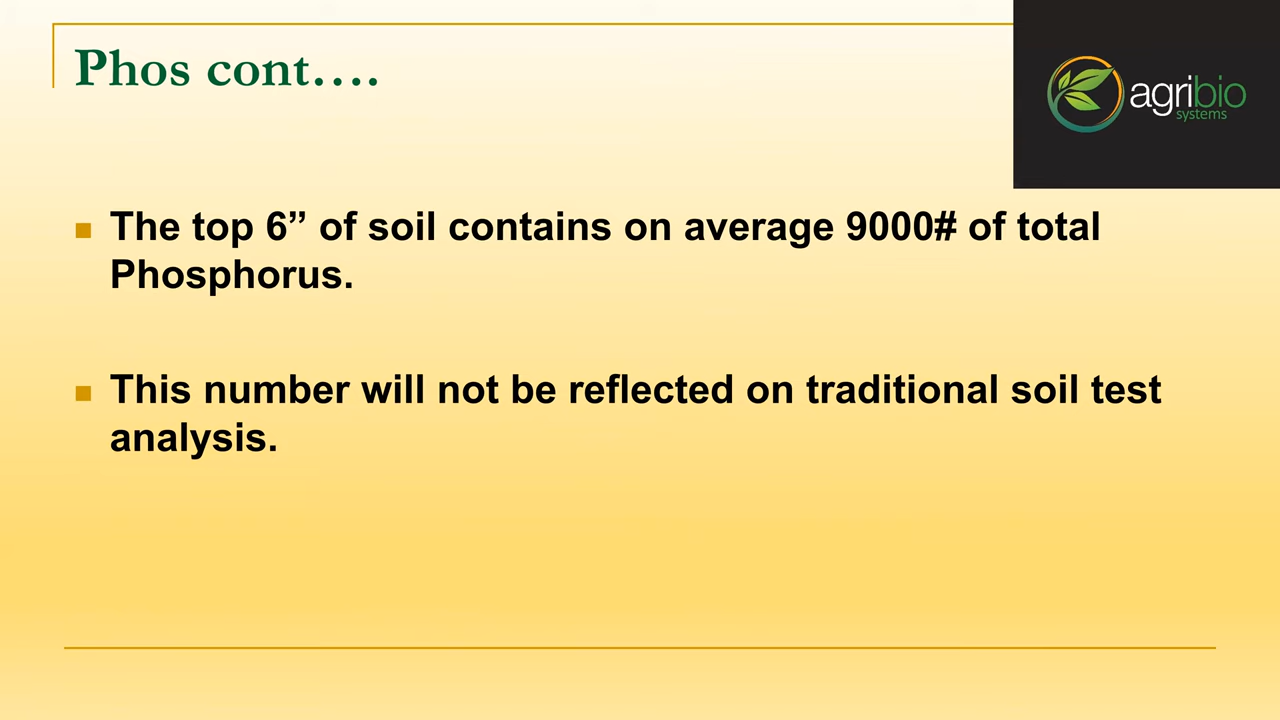 Phos cont….
agribio
systems
The top 6” of soil contains on average 9000# of total
Phosphorus.
This number will not be reflected on traditional soil test
analysis.